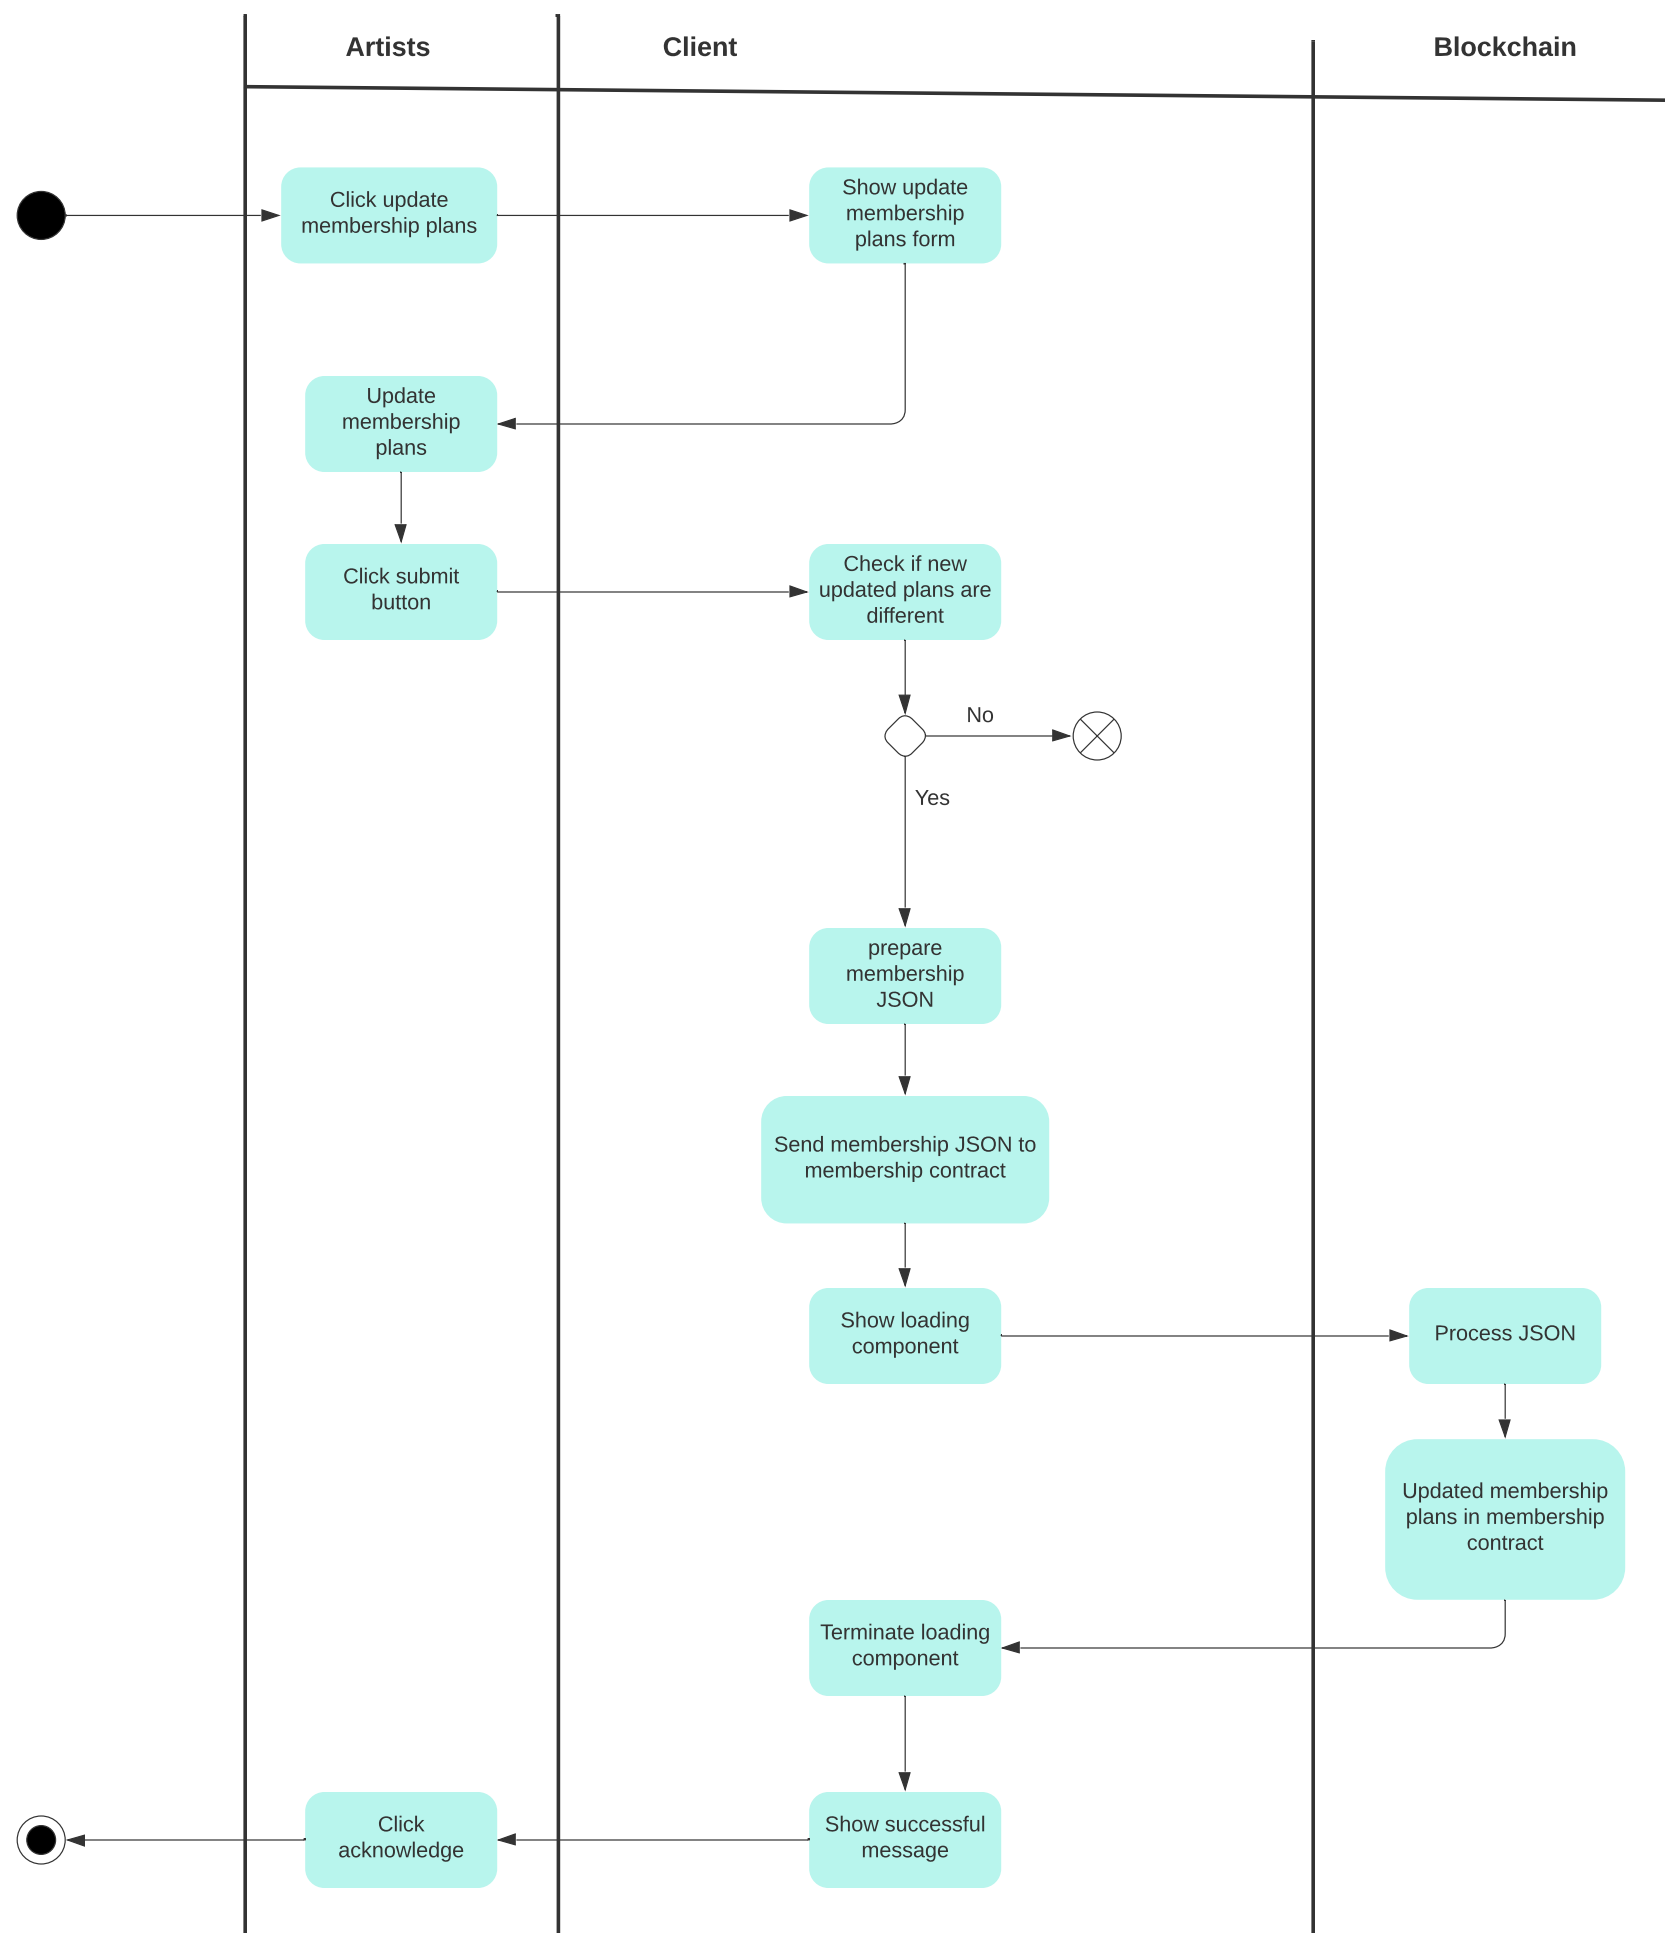 Artists
Client
Blockchain
Click update
membership plans
Show update
membership
plans form
Update
membership
plans
Click submit
button
Check if new
updated plans are
different
No
Yes
prepare
membership
JSON
Send membership JSON to
membership contract
Show loading
component
Process JSON
Updated membership
plans in membership
contract
Terminate loading
component
Show successful
message
Click
acknowledge